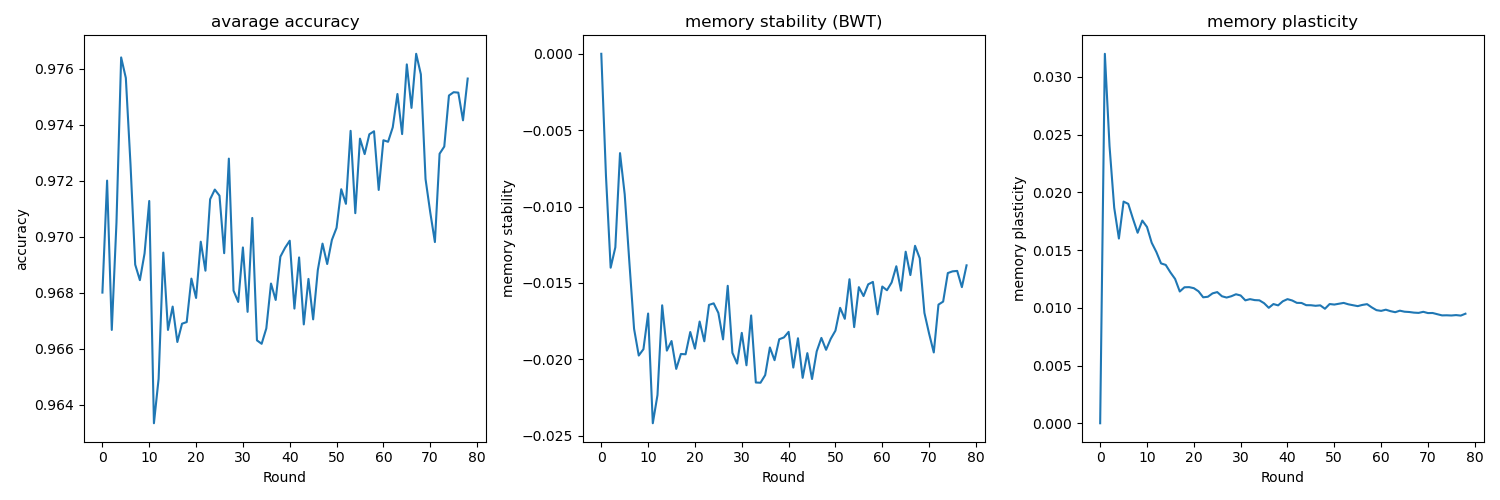 avarage accuracy
accuracy
0.976
0.974
0.972
0.970
0.968
0.966
0.964
0 10 20 30 40 50 60 70 80
Round
memory stability (BWT)
memory stability
0.000
−0.005
−0.010
−0.015
−0.020
−0.025
0 10 20 30 40 50 60 70 80
Round
memory plasticity
memory plasticity
0.030
0.025
0.020
0.015
0.010
0.005
0.000
0 10 20 30 40 50 60 70 80
Round